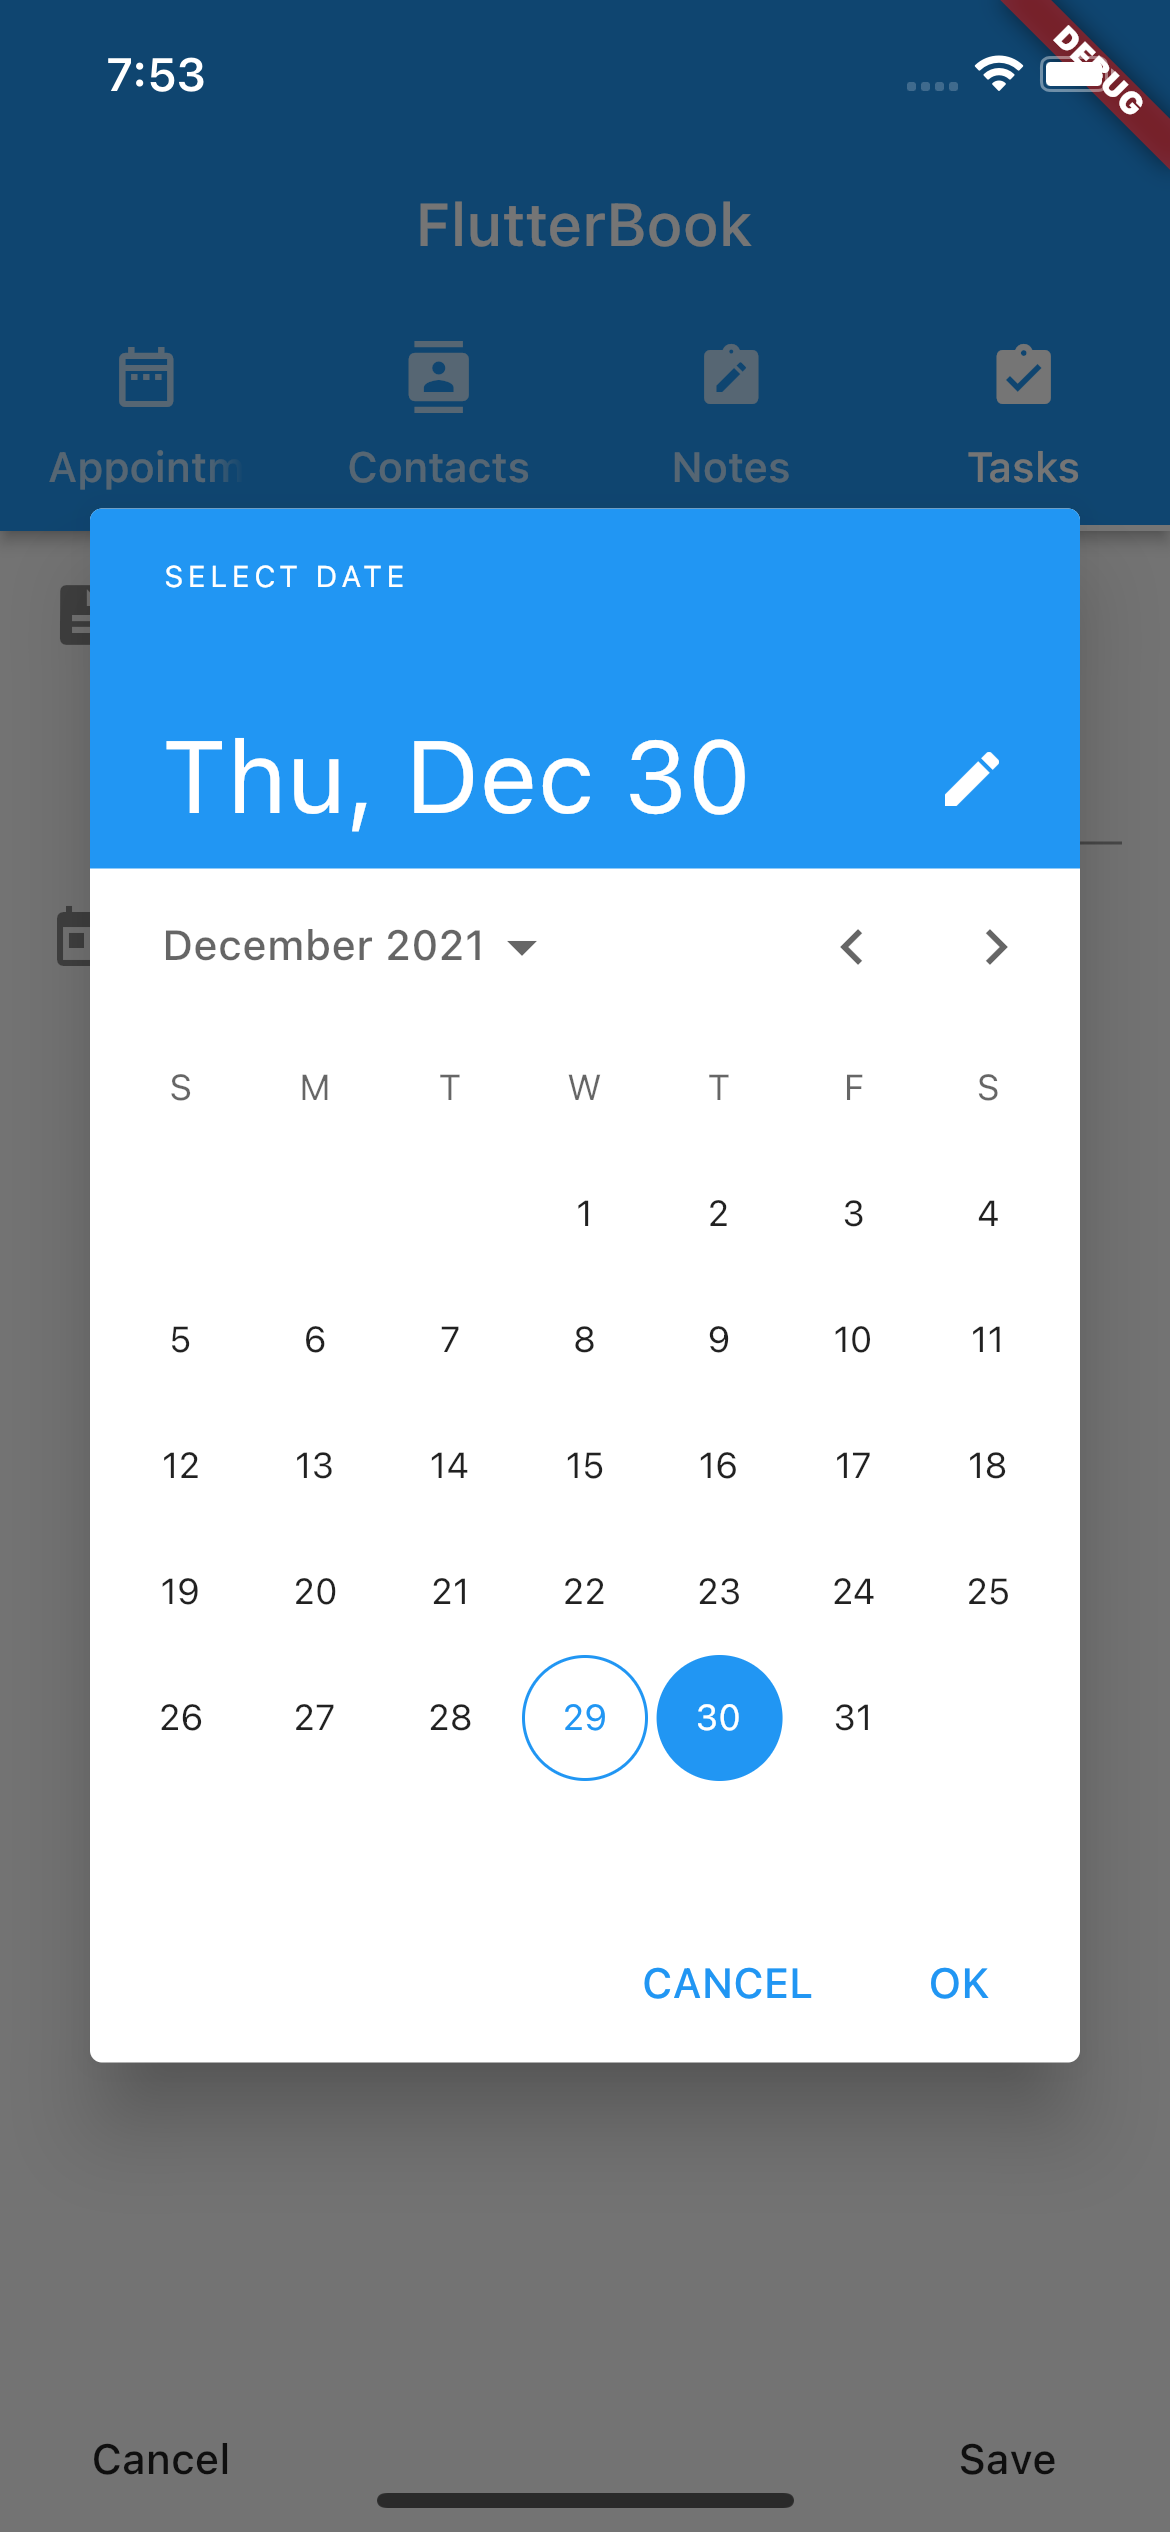 7:53
DEBUG
FlutterBook
Appointm Contacts Notes Tasks
SELECT DATE
Thu, Dec 30
December 2021
S M T W T F S
1 2 3 4
5 6 7 8 9 10 11
12 13 14 15 16 17 18
19 20 21 22 23 24 25
26 27 28 29 30 31
CANCEL OK
Cancel Save